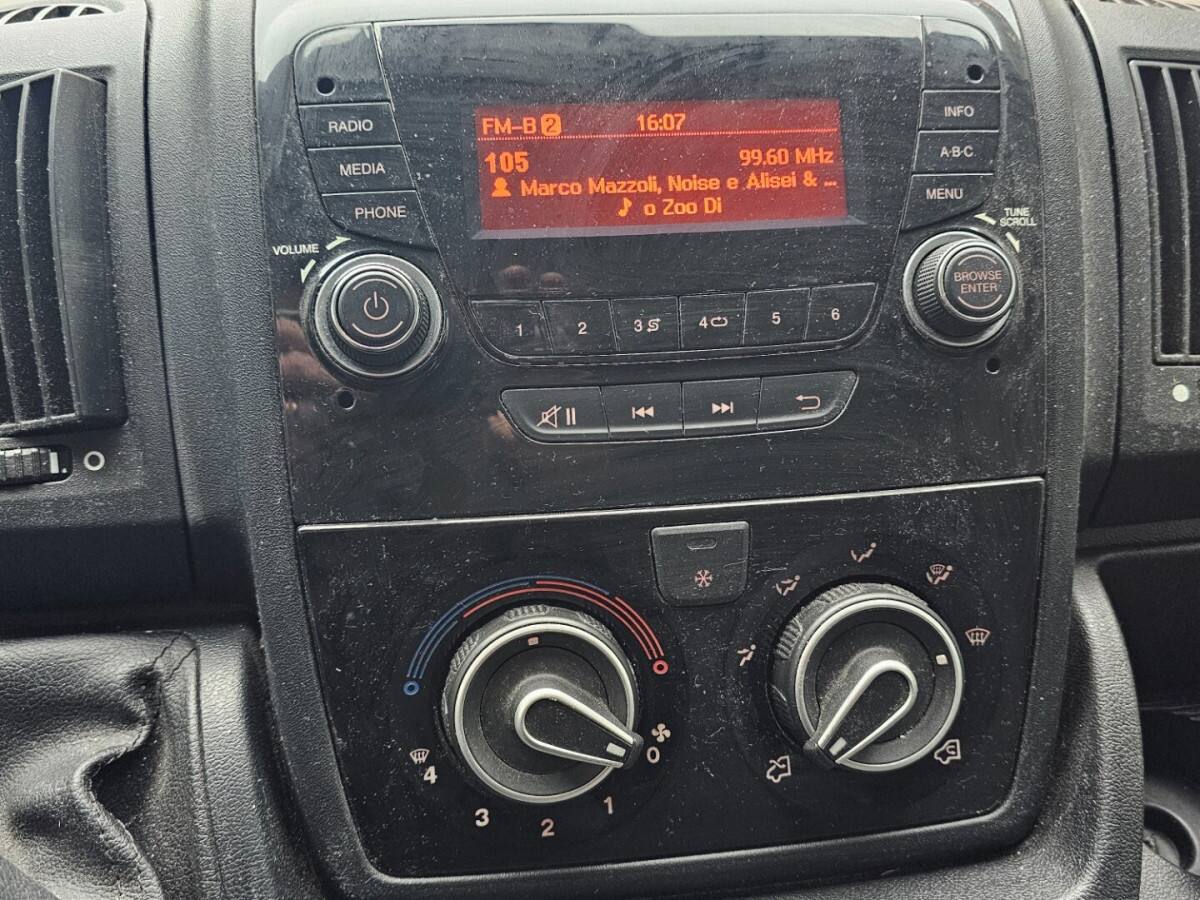 FM-B 2 16:07
105 99.60 MHz
Marco Mazzoli, Noise e Alisei & ...
o Zoo Di
RADIO
MEDIA
PHONE
INFO
A·B·C
MENU
VOLUME
TUNE
SCROLL
BROWSE
ENTER
1 2 3 4 5 6
0
1
2
3
4